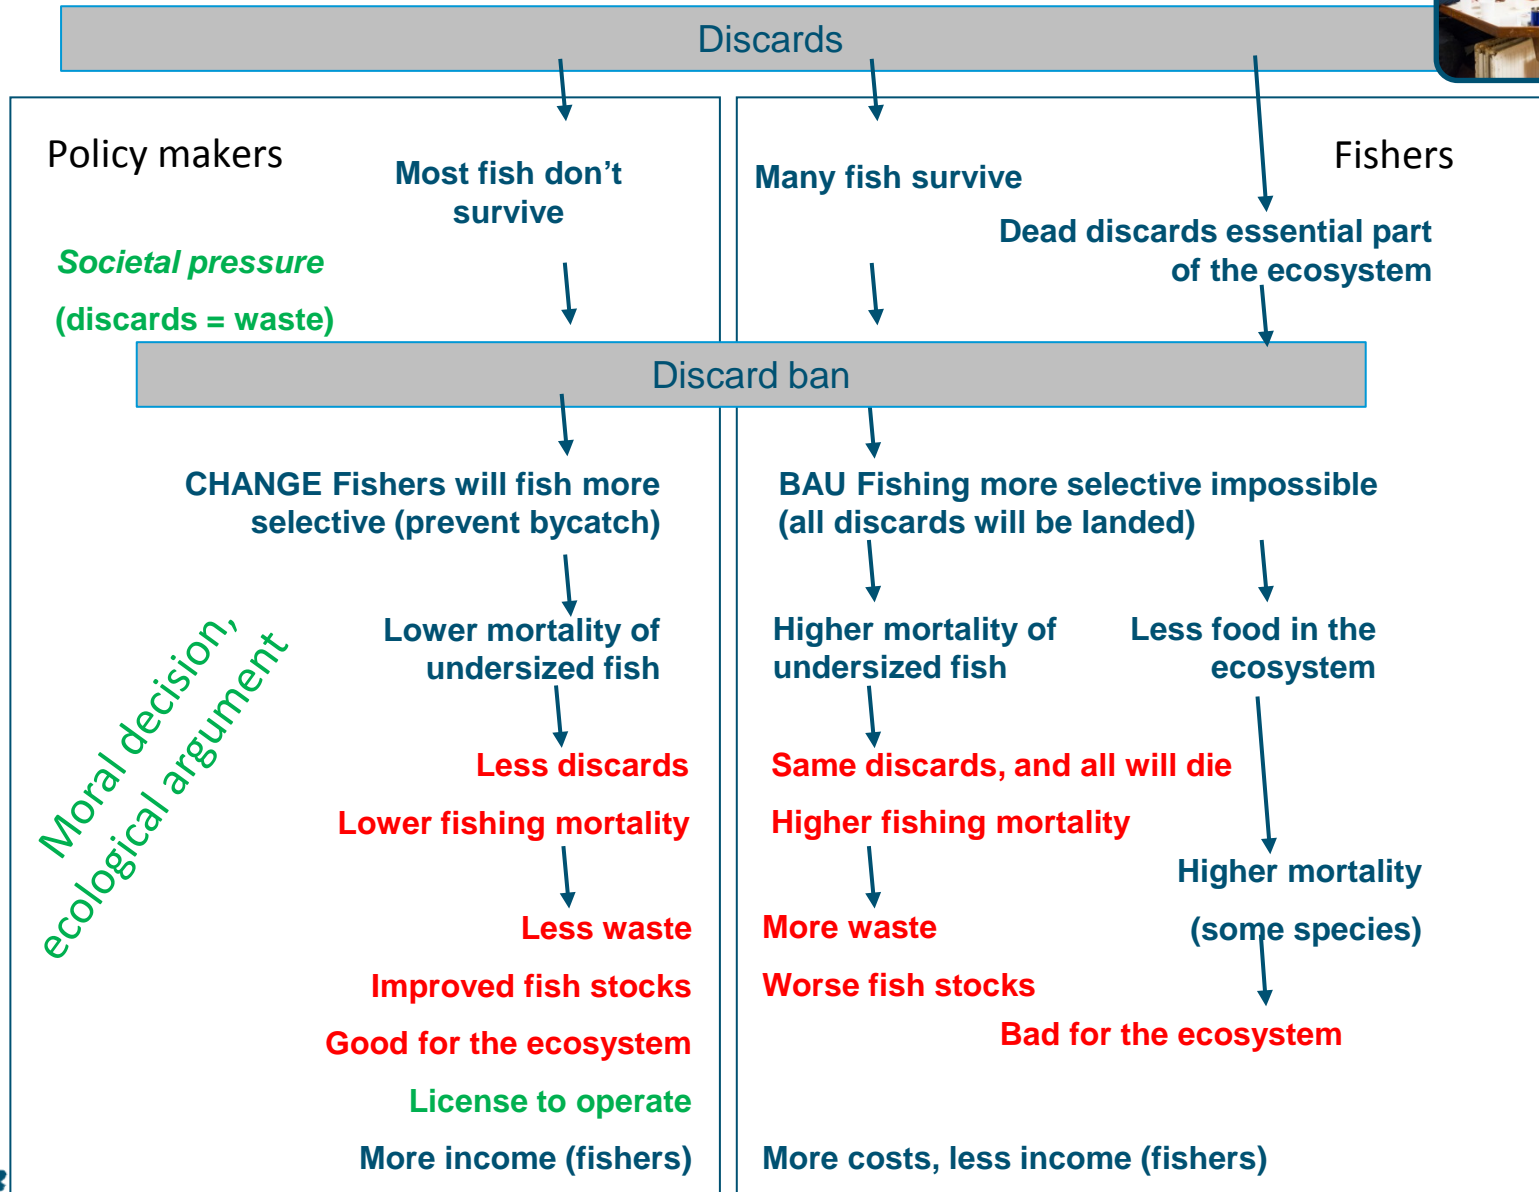 Discards
Policy makers
Most fish don’t
survive
Societal pressure
(discards = waste)
Many fish survive
Fishers
Dead discards essential part
of the ecosystem
Discard ban
CHANGE Fishers will fish more
selective (prevent bycatch)
BAU Fishing more selective impossible
(all discards will be landed)
Moral decision,
ecological argument
Lower mortality of
undersized fish
Higher mortality of
undersized fish
Less food in the
ecosystem
Less discards
Same discards, and all will die
Lower fishing mortality
Higher fishing mortality
Higher mortality
(some species)
Less waste
More waste
Improved fish stocks
Worse fish stocks
Good for the ecosystem
Bad for the ecosystem
License to operate
More income (fishers)
More costs, less income (fishers)